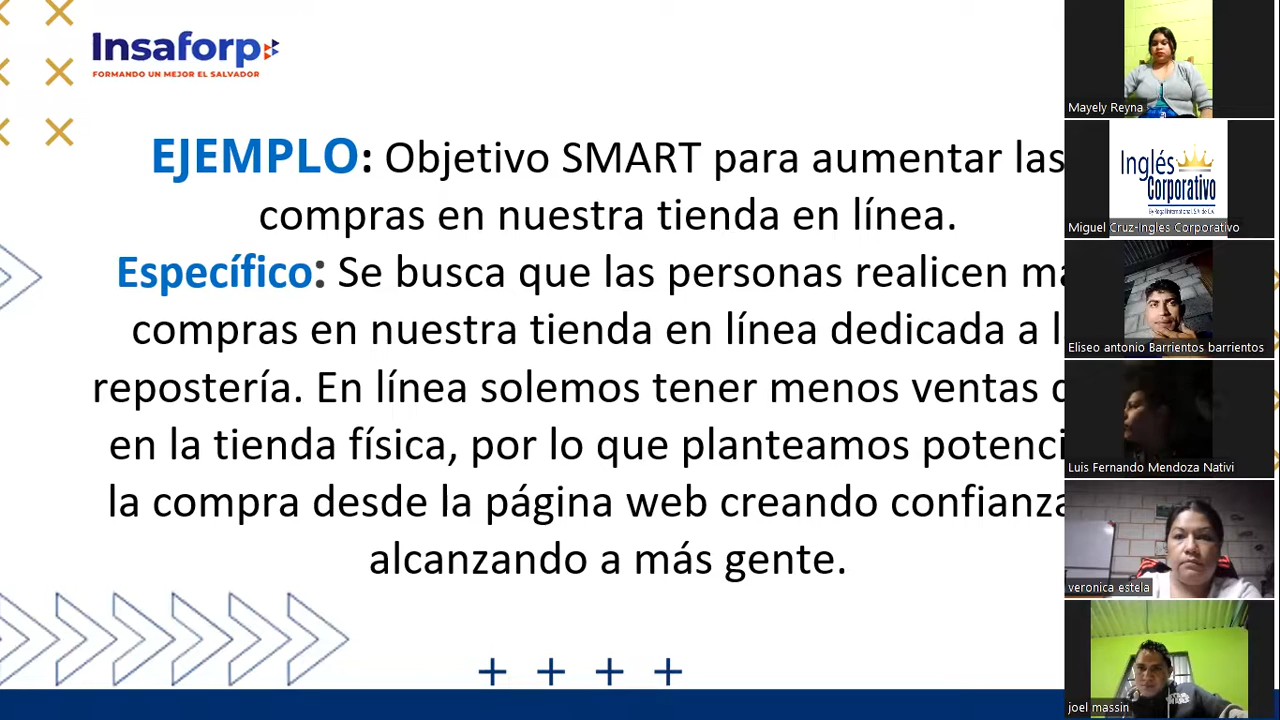 Insaforp
FORMANDO UN MEJOR EL SALVADOR
EJEMPLO: Objetivo SMART para aumentar las
compras en nuestra tienda en línea.
Específico: Se busca que las personas realicen
compras en nuestra tienda en línea dedicada a
repostería. En línea solemos tener menos ventas
en la tienda física, por lo que planteamos
la compra desde la página web creando confianza
alcanzando a más gente.
Mayely Reyna
Inglés
Corporativo
Miguel Cruz-Ingles Corporativo
Eliseo antonio Barrientos barrientos
Luis Fernando Mendoza Nativi
veronica estela
joel massin